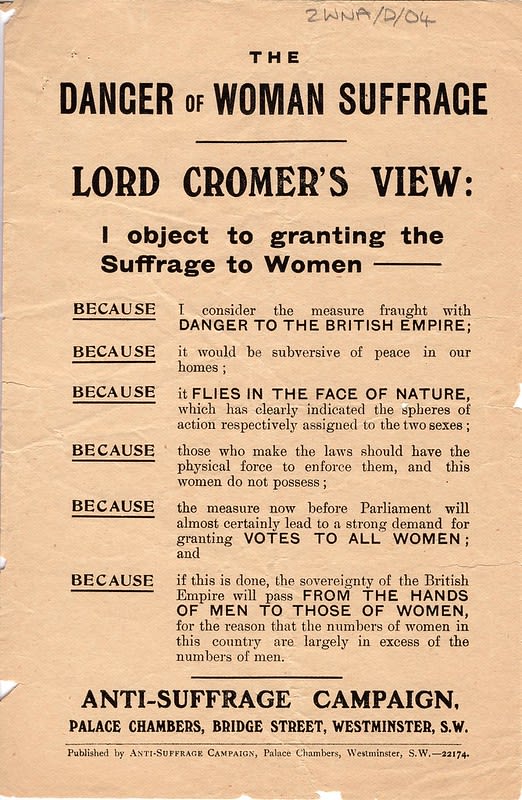 2WNA/D/04
THE
DANGER OF WOMAN SUFFRAGE
LORD CROMER'S VIEW:
I object to granting the
Suffrage to Women ——
BECAUSE I consider the measure fraught with
DANGER TO THE BRITISH EMPIRE;
BECAUSE it would be subversive of peace in our
homes;
BECAUSE it FLIES IN THE FACE OF NATURE,
which has clearly indicated the spheres of
action respectively assigned to the two sexes;
BECAUSE those who make the laws should have the
physical force to enforce them, and this
women do not possess;
BECAUSE the measure now before Parliament will
almost certainly lead to a strong demand for
granting VOTES TO ALL WOMEN;
and
BECAUSE if this is done, the sovereignty of the British
Empire will pass FROM THE HANDS
OF MEN TO THOSE OF WOMEN,
for the reason that the numbers of women in
this country are largely in excess of the
numbers of men.
ANTI-SUFFRAGE CAMPAIGN,
PALACE CHAMBERS, BRIDGE STREET, WESTMINSTER, S.W.
Published by ANTI-SUFFRAGE CAMPAIGN, Palace Chambers, Westminster, S.W.—22174.